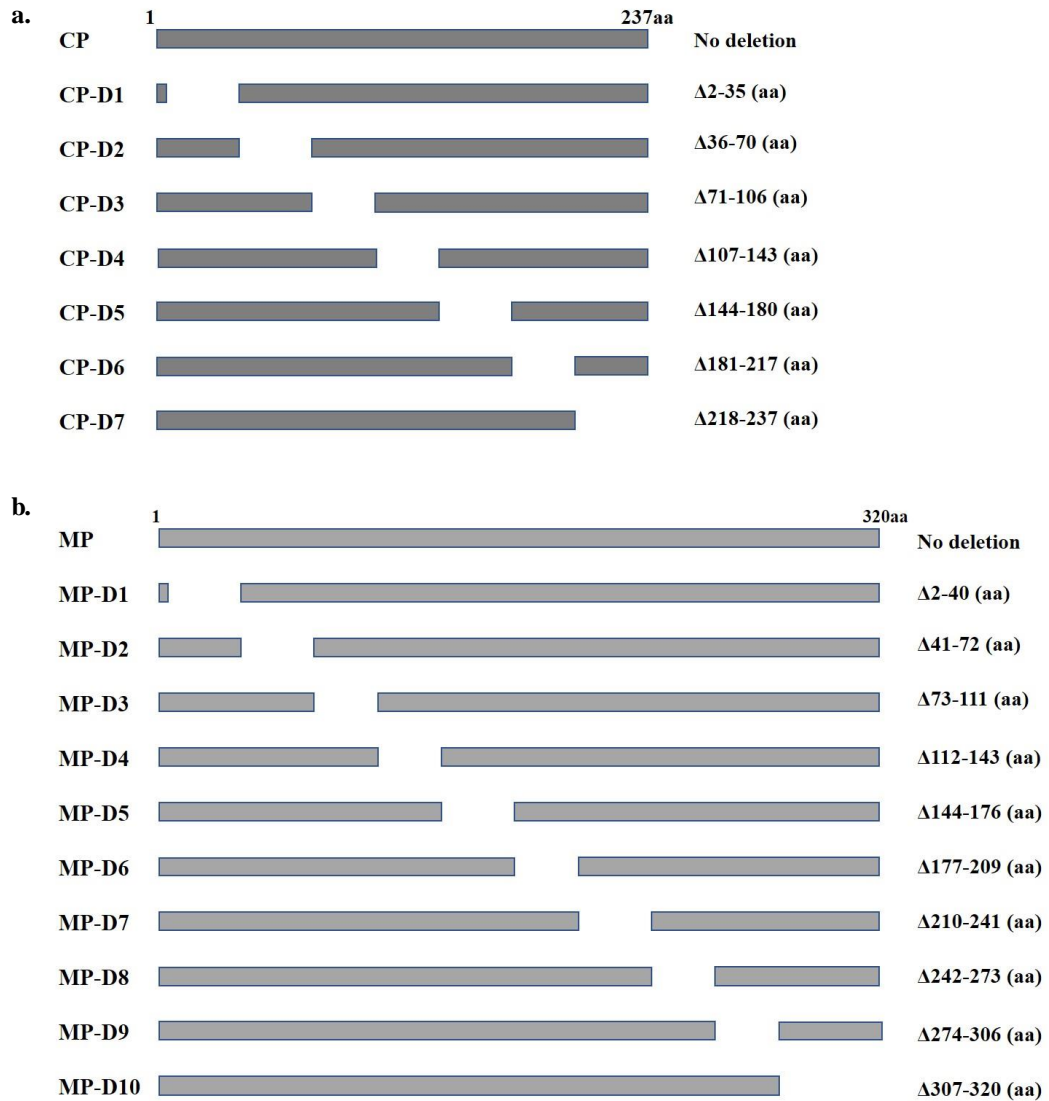 a.
1 237aa
CP No deletion
CP-D1 Δ2-35 (aa)
CP-D2 Δ36-70 (aa)
CP-D3 Δ71-106 (aa)
CP-D4 Δ107-143 (aa)
CP-D5 Δ144-180 (aa)
CP-D6 Δ181-217 (aa)
CP-D7 Δ218-237 (aa)
b.
1 320aa
MP No deletion
MP-D1 Δ2-40 (aa)
MP-D2 Δ41-72 (aa)
MP-D3 Δ73-111 (aa)
MP-D4 Δ112-143 (aa)
MP-D5 Δ144-176 (aa)
MP-D6 Δ177-209 (aa)
MP-D7 Δ210-241 (aa)
MP-D8 Δ242-273 (aa)
MP-D9 Δ274-306 (aa)
MP-D10 Δ307-320 (aa)